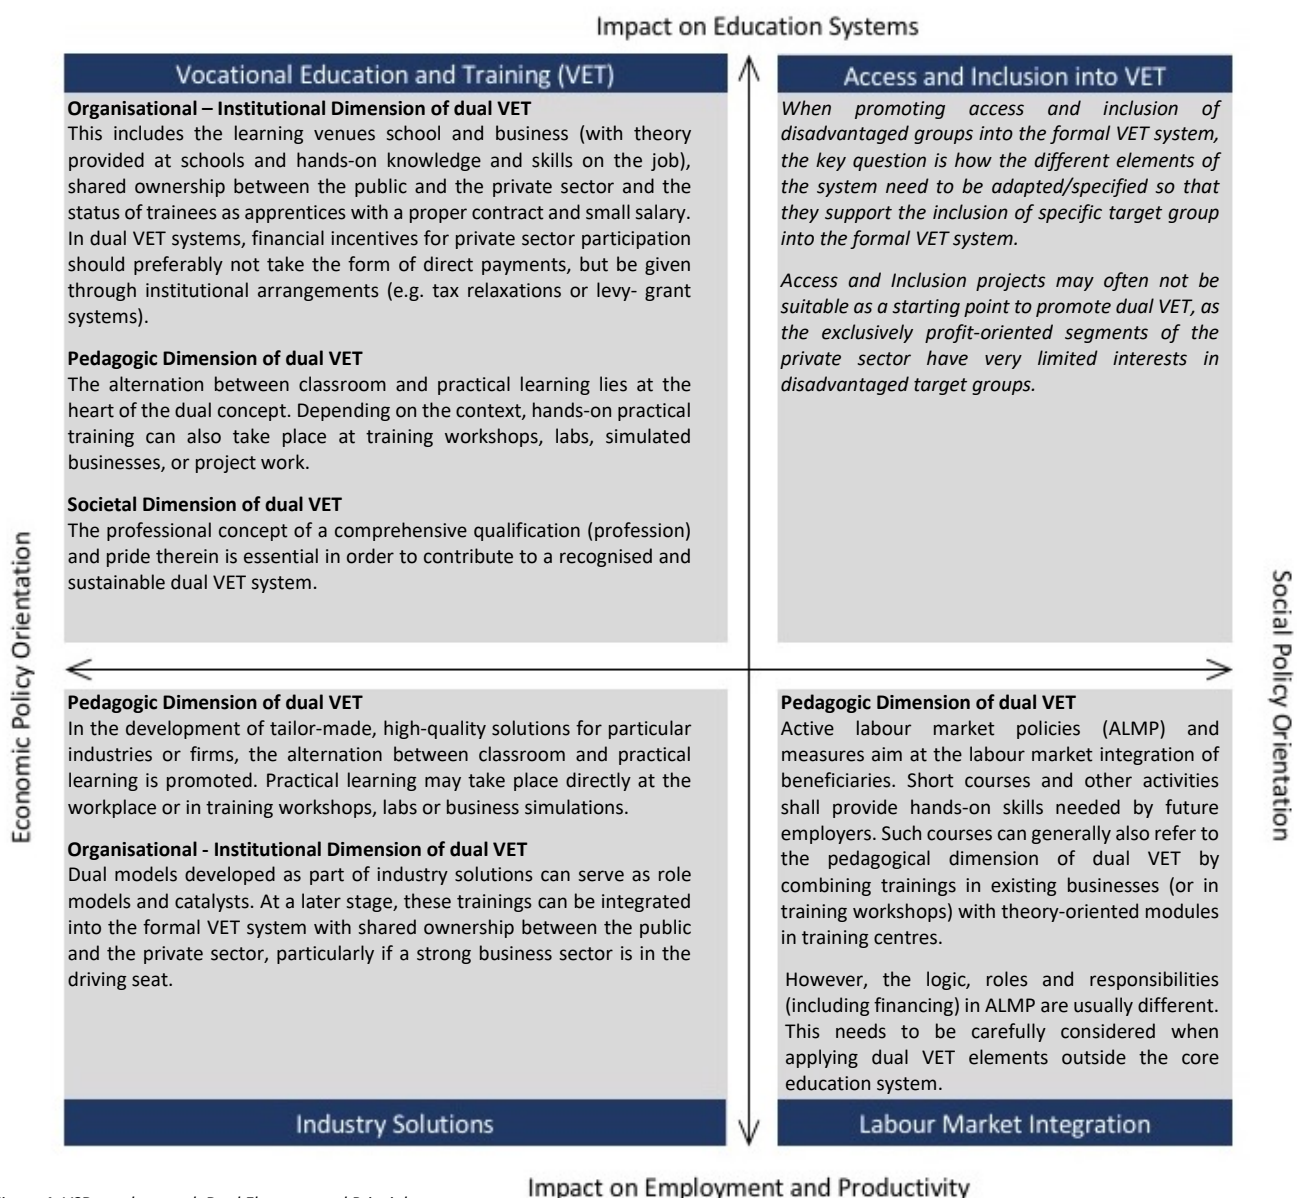 Impact on Education Systems
Vocational Education and Training (VET)
Organisational – Institutional Dimension of dual VET
This includes the learning venues school and business (with theory
provided at schools and hands-on knowledge and skills on the job),
shared ownership between the public and the private sector and the
status of trainees as apprentices with a proper contract and small salary.
In dual VET systems, financial incentives for private sector participation
should preferably not take the form of direct payments, but be given
through institutional arrangements (e.g. tax relaxations or levy- grant
systems).
Pedagogic Dimension of dual VET
The alternation between classroom and practical learning lies at the
heart of the dual concept. Depending on the context, hands-on practical
training can also take place at training workshops, labs, simulated
businesses, or project work.
Societal Dimension of dual VET
The professional concept of a comprehensive qualification (profession)
and pride therein is essential in order to contribute to a recognised and
sustainable dual VET system.
Access and Inclusion into VET
When promoting access and inclusion of
disadvantaged groups into the formal VET system,
the key question is how the different elements of
the system need to be adapted/specified so that
they support the inclusion of specific target group
into the formal VET system.
Access and Inclusion projects may often not be
suitable as a starting point to promote dual VET, as
the exclusively profit-oriented segments of the
private sector have very limited interests in
disadvantaged target groups.
Economic Policy Orientation
Social Policy Orientation
Pedagogic Dimension of dual VET
In the development of tailor-made, high-quality solutions for particular
industries or firms, the alternation between classroom and practical
learning is promoted. Practical learning may take place directly at the
workplace or in training workshops, labs or business simulations.
Organisational - Institutional Dimension of dual VET
Dual models developed as part of industry solutions can serve as role
models and catalysts. At a later stage, these trainings can be integrated
into the formal VET system with shared ownership between the public
and the private sector, particularly if a strong business sector is in the
driving seat.
Industry Solutions
Pedagogic Dimension of dual VET
Active labour market policies (ALMP) and
measures aim at the labour market integration of
beneficiaries. Short courses and other activities
shall provide hands-on skills needed by future
employers. Such courses can generally also refer to
the pedagogical dimension of dual VET by
combining trainings in existing businesses (or in
training workshops) with theory-oriented modules
in training centres.
However, the logic, roles and responsibilities
(including financing) in ALMP are usually different.
This needs to be carefully considered when
applying dual VET elements outside the core
education system.
Labour Market Integration
Impact on Employment and Productivity